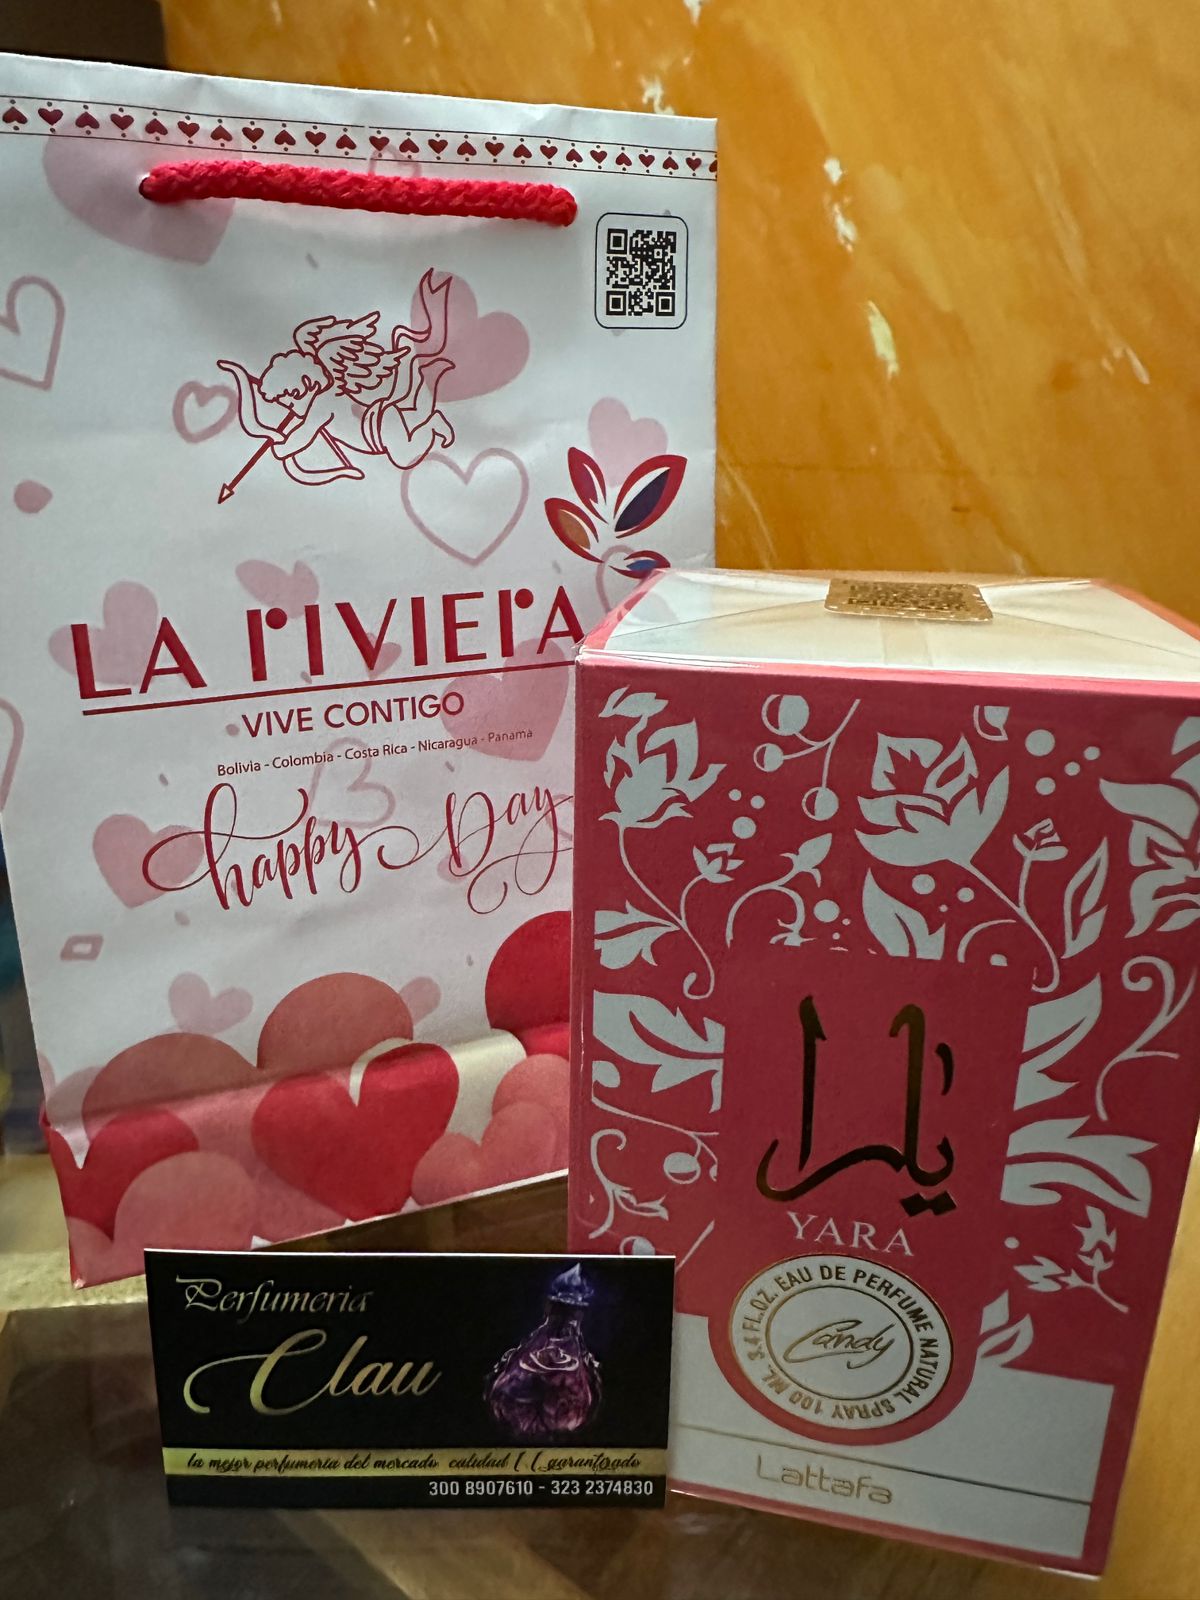 LA RIVIERA
VIVE CONTIGO
Bolivia - Colombia - Costa Rica - Nicaragua - Panamá
happy Day
يارا
YARA
3.4 FL.OZ. EAU DE PERFUME NATURAL SPRAY 100 ML.
Candy
Lattafa
Perfumeria
Clau
la mejor perfumeria del mercado calidad garantizado
300 8907610 - 323 2374830